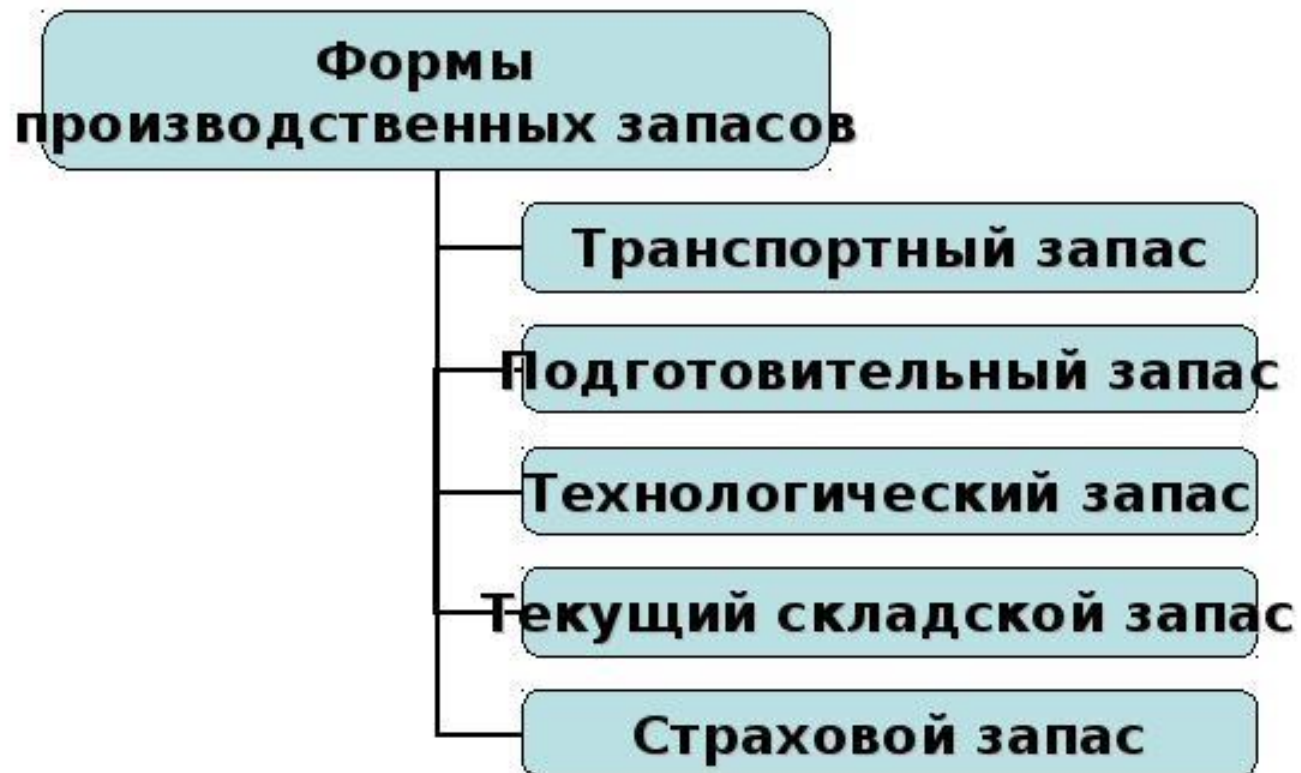 Формы
производственных запасов
Транспортный запас
Подготовительный запас
Технологический запас
Текущий складской запас
Страховой запас